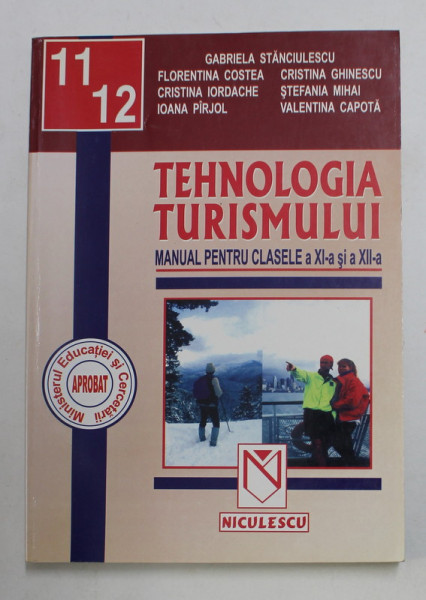 11
12
GABRIELA STĂNCIULESCU
FLORENTINA COSTEA CRISTINA GHINESCU
CRISTINA IORDACHE ŞTEFANIA MIHAI
IOANA PÎRJOL VALENTINA CAPOTĂ
TEHNOLOGIA
TURISMULUI
MANUAL PENTRU CLASELE a XI-a şi a XII-a
Ministerul Educaţiei şi Cercetării
APROBAT
NICULESCU